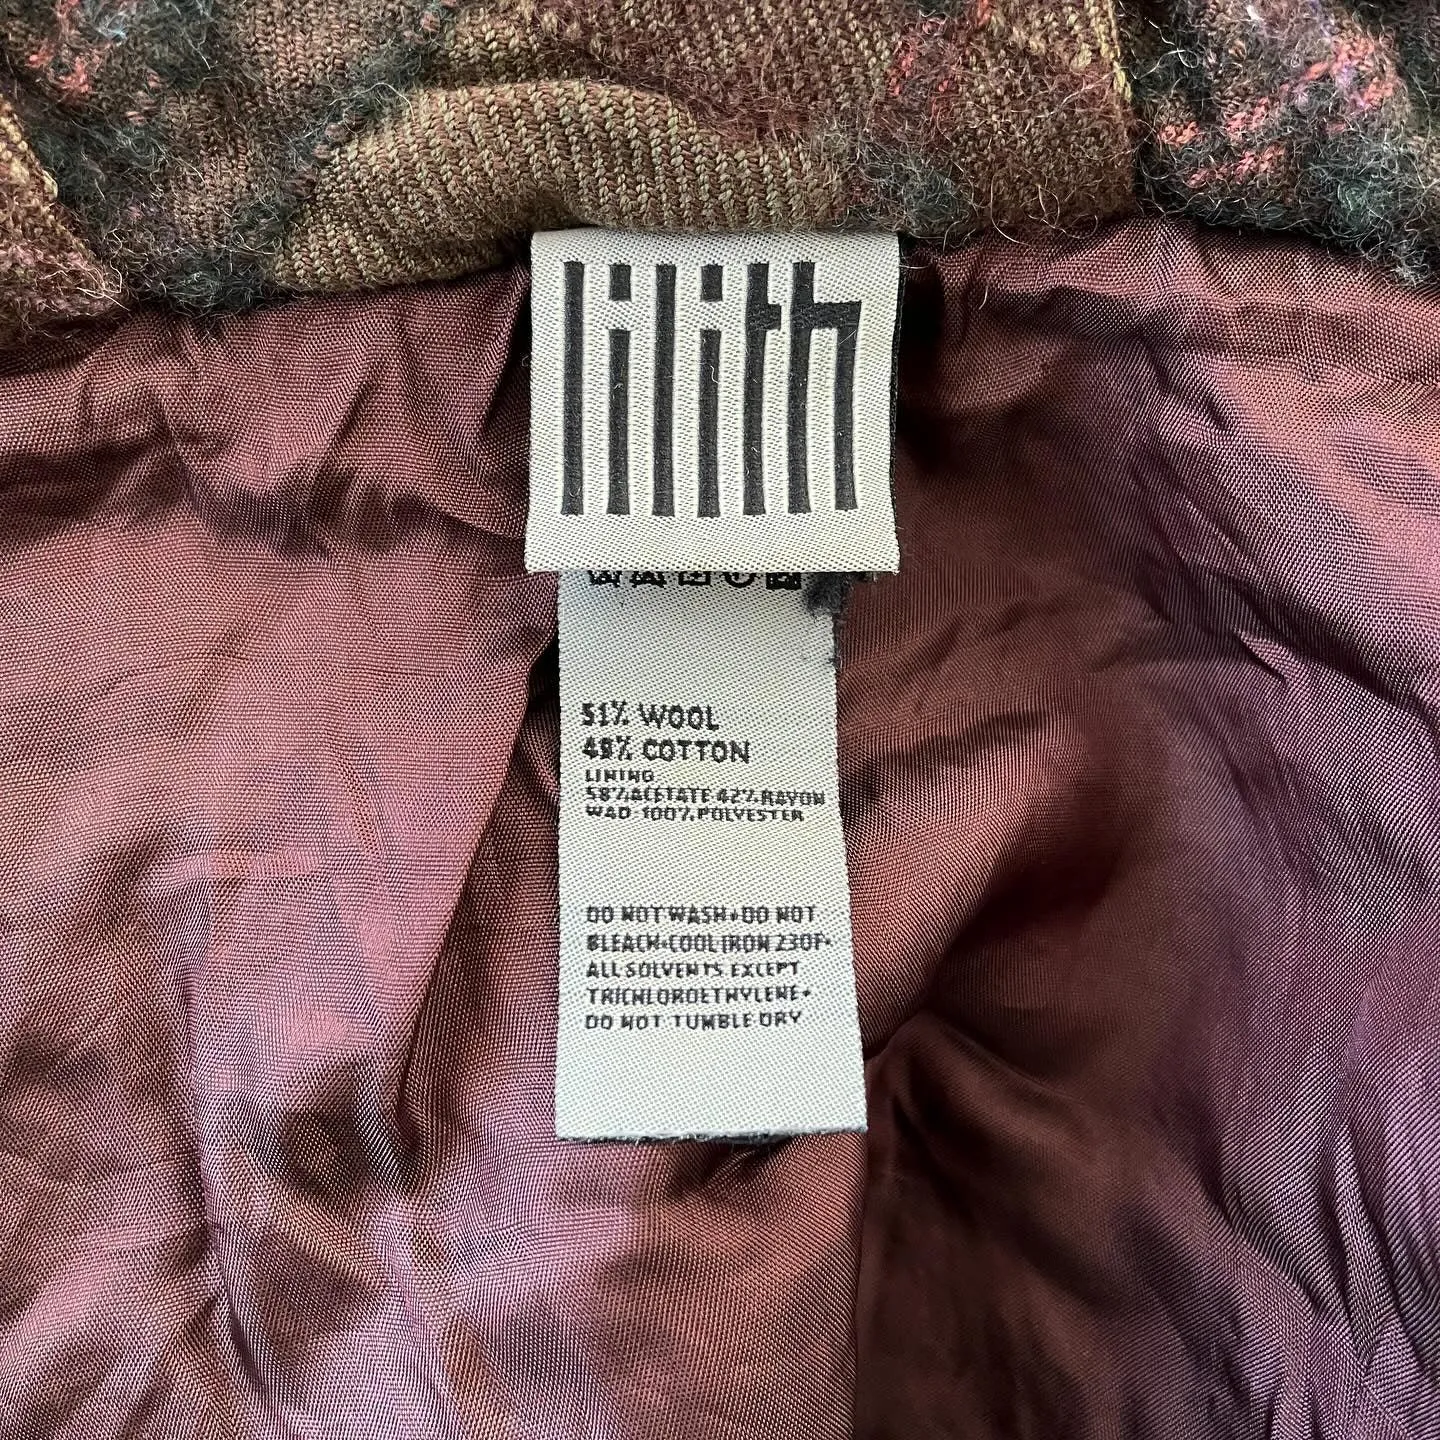 lilith
51% WOOL
49% COTTON
LINING
58% ACETATE 42% RAYON
WAD-100% POLYESTER
DO NOT WASH•DO NOT
BLEACH•COOL IRON 230F•
ALL SOLVENTS EXCEPT
TRICHLOROETHYLENE•
DO NOT TUMBLE DRY